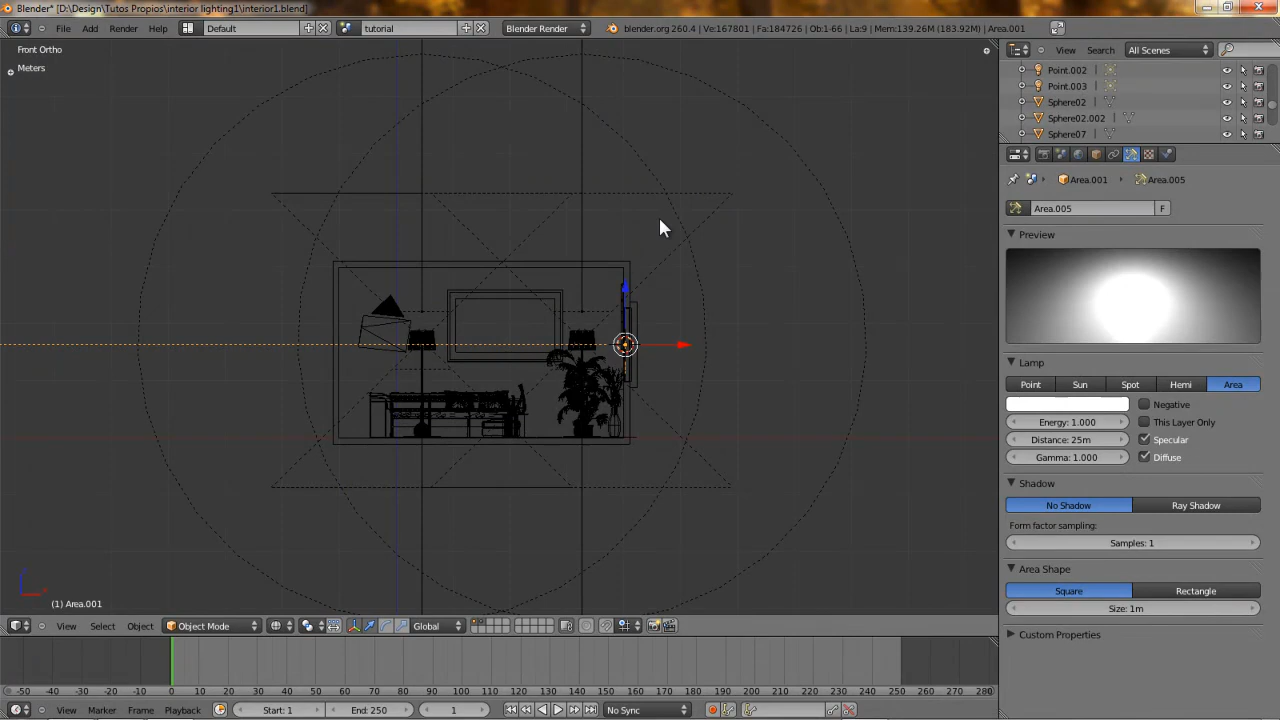 Blender* [D:\Design\Tutos Propios\interior lighting1\interior1.blend]
File Add Render Help Default tutorial Blender Render blender.org 260.4 | Ve:167801 | Fa:184726 | Ob:1-66 | La:9 | Mem:139.26M (183.92M) | Area.001
Front Ortho
Meters
View Search All Scenes
Point.002
Point.003
Sphere02
Sphere02.002
Sphere07
Area.001 Area.005
Area.005 F
Preview
Lamp
Point Sun Spot Hemi Area
Negative
Energy: 1.000 This Layer Only
Distance: 25m Specular
Gamma: 1.000 Diffuse
Shadow
No Shadow Ray Shadow
Form factor sampling:
Samples: 1
Area Shape
Square Rectangle
Size: 1m
Custom Properties
(1) Area.001
View Select Object Object Mode Global
-50 -40 -30 -20 -10 0 10 20 30 40 50 60 70 80 90 100 110 120 130 140 150 160 170 180 190 200 210 220 230 240 250 260 270 280
View Marker Frame Playback Start: 1 End: 250 1 No Sync